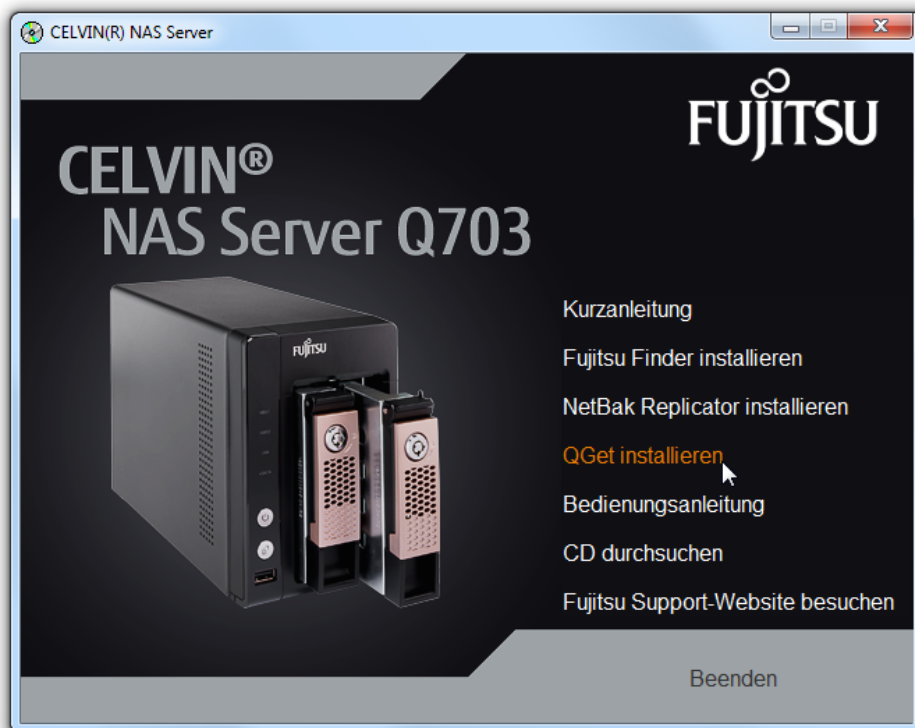 CELVIN(R) NAS Server
FUJITSU
CELVIN®
NAS Server Q703
FUJITSU
Kurzanleitung
Fujitsu Finder installieren
NetBak Replicator installieren
QGet installieren
Bedienungsanleitung
CD durchsuchen
Fujitsu Support-Website besuchen
Beenden